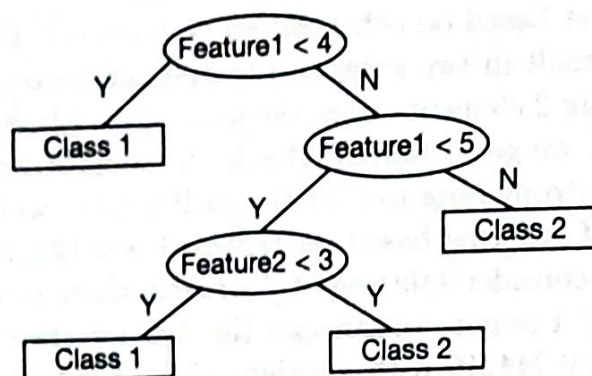 Feature1 < 4
Y
N
Class 1
Feature1 < 5
Y
N
Class 2
Feature2 < 3
Y
Y
Class 1
Class 2